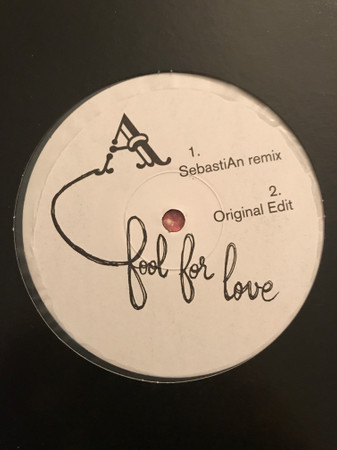 A
1.
SebastiAn remix
2.
Original Edit
fool for love